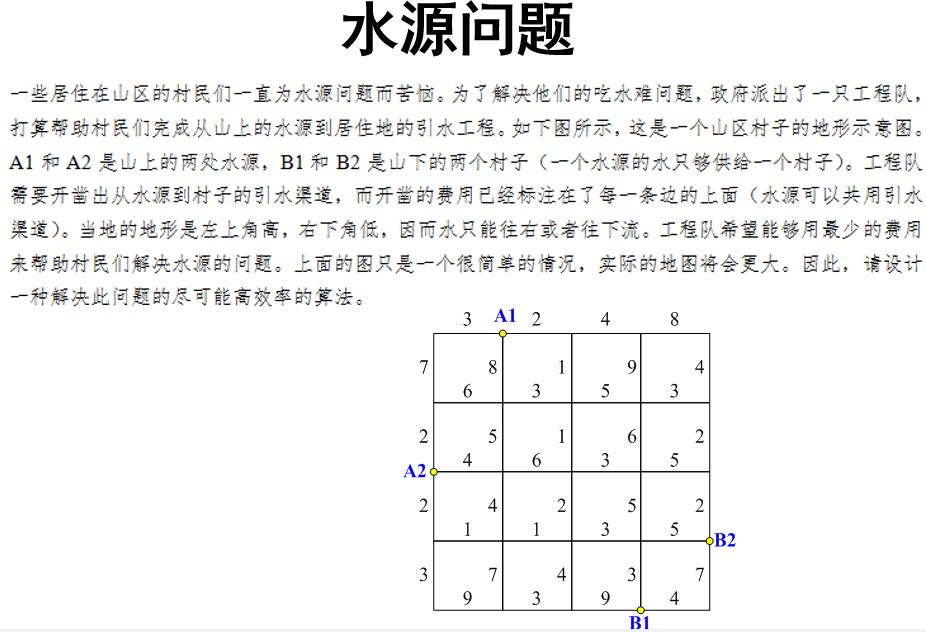 水源问题
一些居住在山区的村民们一直为水源问题而苦恼。为了解决他们的吃水难问题，政府派出了一只工程队，
打算帮助村民们完成从山上的水源到居住地的引水工程。如下图所示，这是一个山区村子的地形示意图。
A1 和 A2 是山上的两处水源，B1 和 B2 是山下的两个村子（一个水源的水只够供给一个村子）。工程队
需要开凿出从水源到村子的引水渠道，而开凿的费用已经标注在了每一条边的上面（水源可以共用引水
渠道）。当地的地形是左上角高，右下角低，因而水只能往右或者往下流。工程队希望能够用最少的费用
来帮助村民们解决水源的问题。上面的图只是一个很简单的情况，实际的地图将会更大。因此，请设计
一种解决此问题的尽可能高效率的算法。
3 A1 2 4 8
7 8 1 9 4
6 3 5 3
2 5 1 6 2
4 6 3 5
A2
2 4 2 5 2
1 1 3 5
B2
3 7 4 3 7
9 3 9 4
B1